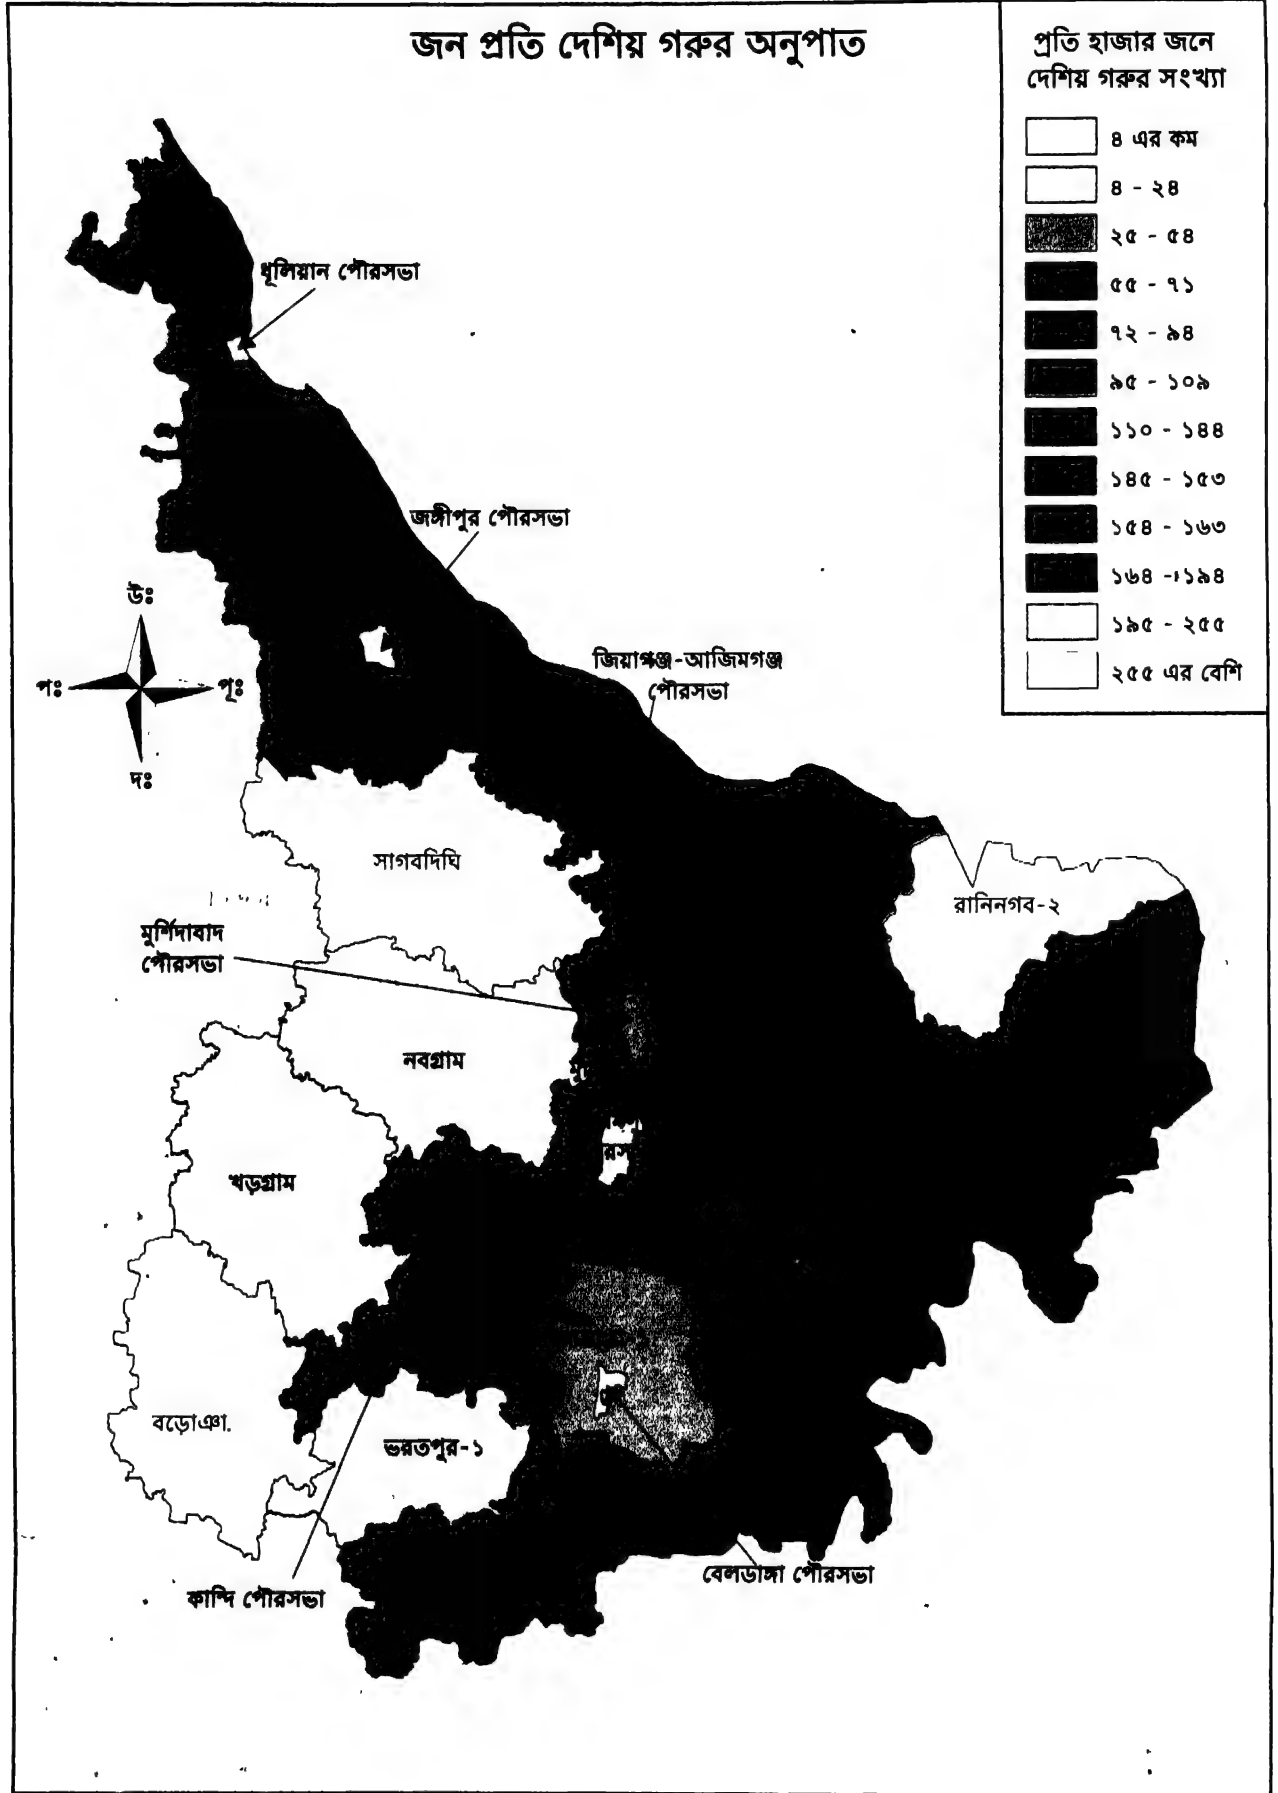 জন প্রতি দেশিয় গরুর অনুপাত
প্রতি হাজার জনে
দেশিয় গরুর সংখ্যা
৪ এর কম
৪ - ২৪
২৫ - ৫৪
৫৫ - ৭১
৭২ - ৯৪
৯৫ - ১০৯
১১০ - ১৪৪
১৪৫ - ১৫৩
১৫৪ - ১৬৩
১৬৪ - ১৯৪
১৯৫ - ২৫৫
২৫৫ এর বেশি
ধূলিয়ান পৌরসভা
জঙ্গীপুর পৌরসভা
উঃ
পঃ
পূঃ
দঃ
জিয়াগঞ্জ-আজিমগঞ্জ
পৌরসভা
সাগবদিঘি
রানিনগব-২
মুর্শিদাবাদ
পৌরসভা
নবগ্রাম
খড়গ্রাম
বড়োঞা.
ভরতপুর-১
বেলডাঙ্গা পৌরসভা
কান্দি পৌরসভা